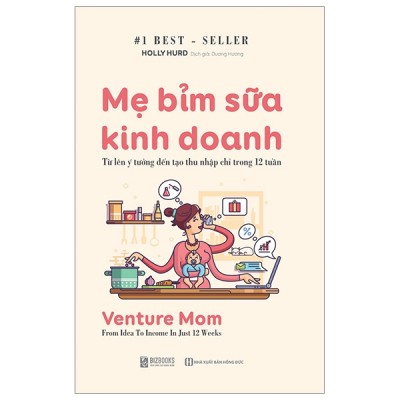 #1 BEST - SELLER
HOLLY HURD Dịch giả: Dương Hương
Mẹ bỉm sữa
kinh doanh
Từ lên ý tưởng đến tạo thu nhập chỉ trong 12 tuần
Venture Mom
From Idea To Income In Just 12 Weeks
BIZBOOKS
NHÀ XUẤT BẢN HỒNG ĐỨC